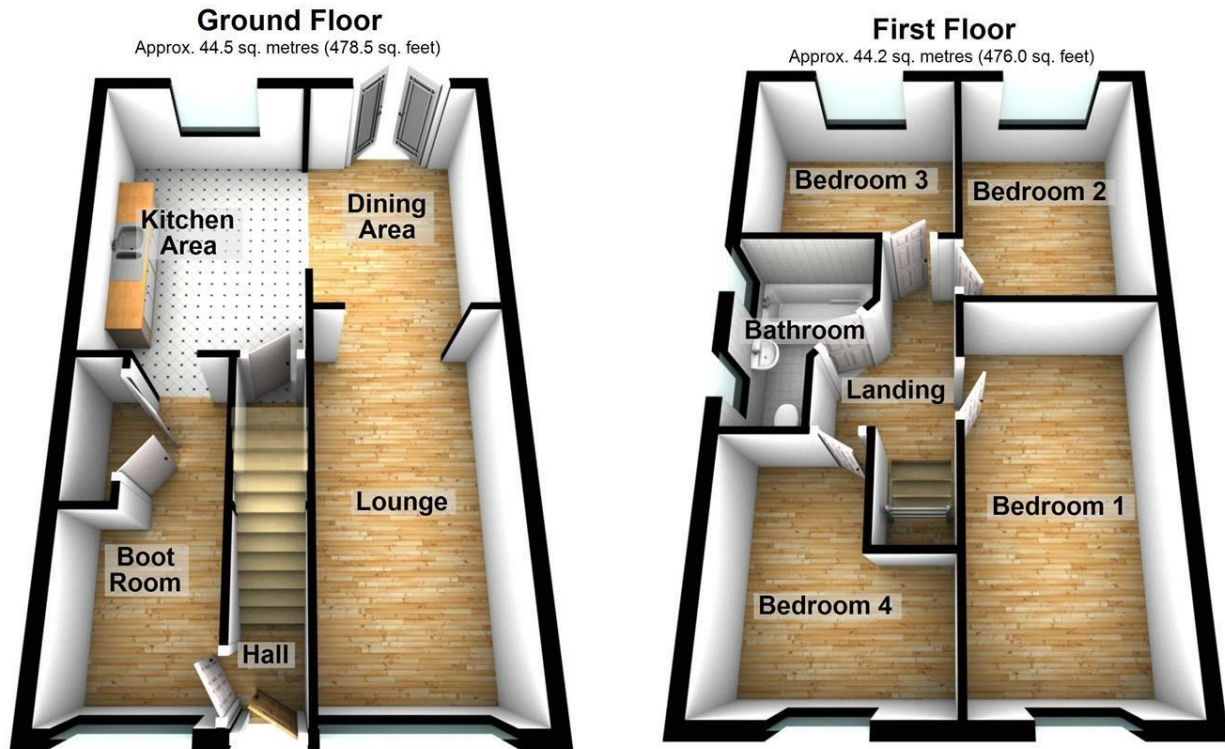 Ground Floor
Approx. 44.5 sq. metres (478.5 sq. feet)
Kitchen
Area
Dining
Area
Lounge
Boot
Room
Hall
First Floor
Approx. 44.2 sq. metres (476.0 sq. feet)
Bedroom 3
Bedroom 2
Bathroom
Landing
Bedroom 1
Bedroom 4